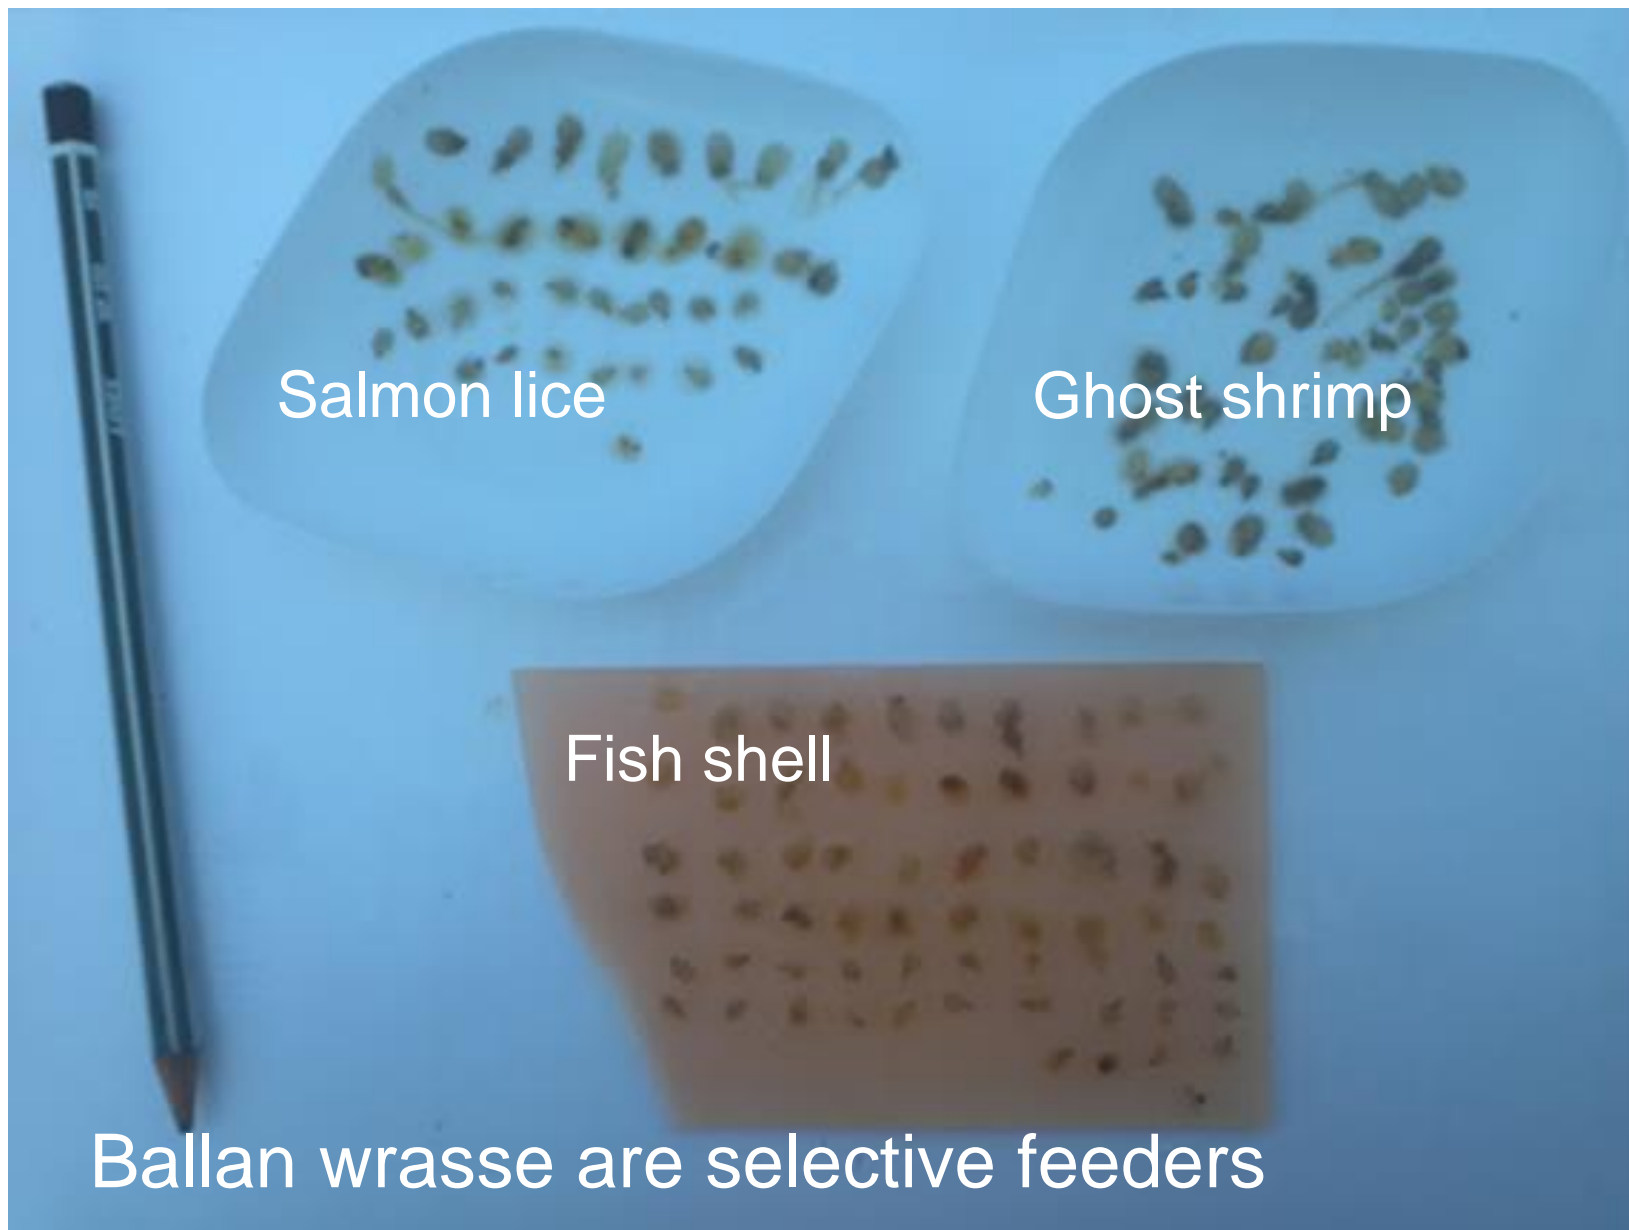 Salmon lice
Ghost shrimp
Fish shell
Ballan wrasse are selective feeders